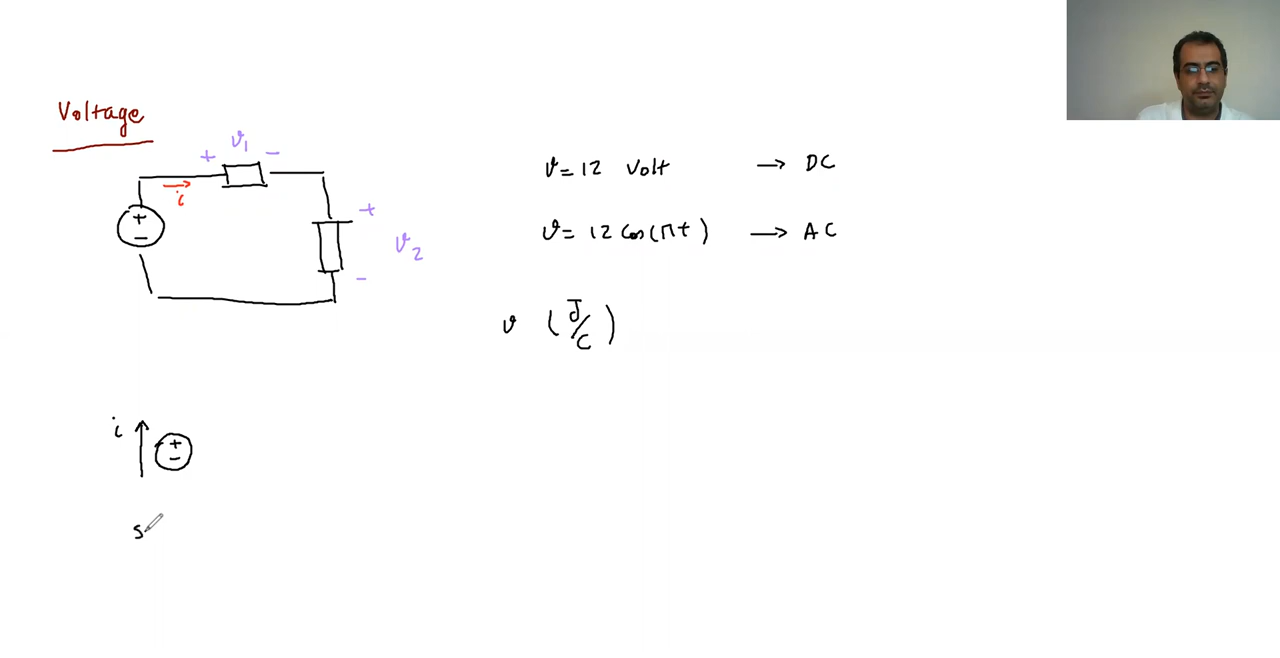 Voltage
+ v1 -
i
+
-
+
v2
-
v = 12 Volt → DC
v = 12 Cos(πt) → AC
v (J/C)
i
+
-
s